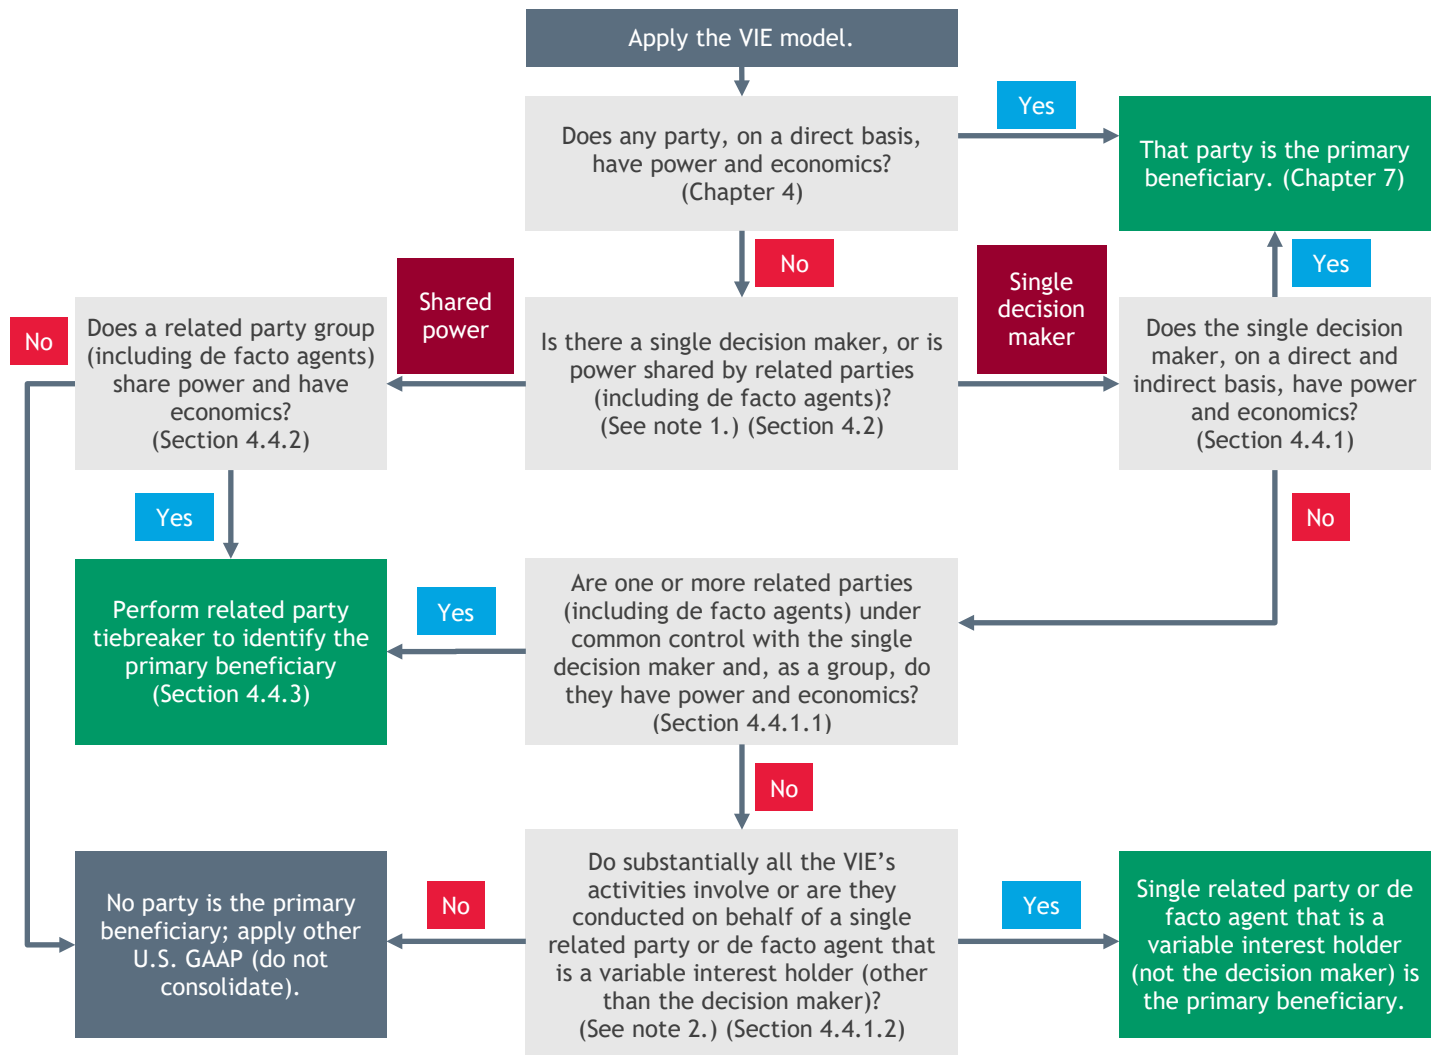 Apply the VIE model.
Does any party, on a direct basis,
have power and economics?
(Chapter 4)
Yes
That party is the primary
beneficiary. (Chapter 7)
No
Shared
power
Single
decision
maker
Yes
No
Does a related party group
(including de facto agents)
share power and have
economics?
(Section 4.4.2)
Is there a single decision maker, or is
power shared by related parties
(including de facto agents)?
(See note 1.) (Section 4.2)
Does the single decision
maker, on a direct and
indirect basis, have power
and economics?
(Section 4.4.1)
Yes
No
Perform related party
tiebreaker to identify the
primary beneficiary
(Section 4.4.3)
Yes
Are one or more related parties
(including de facto agents) under
common control with the single
decision maker and, as a group, do
they have power and economics?
(Section 4.4.1.1)
No
No party is the primary
beneficiary; apply other
U.S. GAAP (do not
consolidate).
No
Do substantially all the VIE’s
activities involve or are they
conducted on behalf of a single
related party or de facto agent that
is a variable interest holder (other
than the decision maker)?
(See note 2.) (Section 4.4.1.2)
Yes
Single related party or de
facto agent that is a
variable interest holder
(not the decision maker) is
the primary beneficiary.